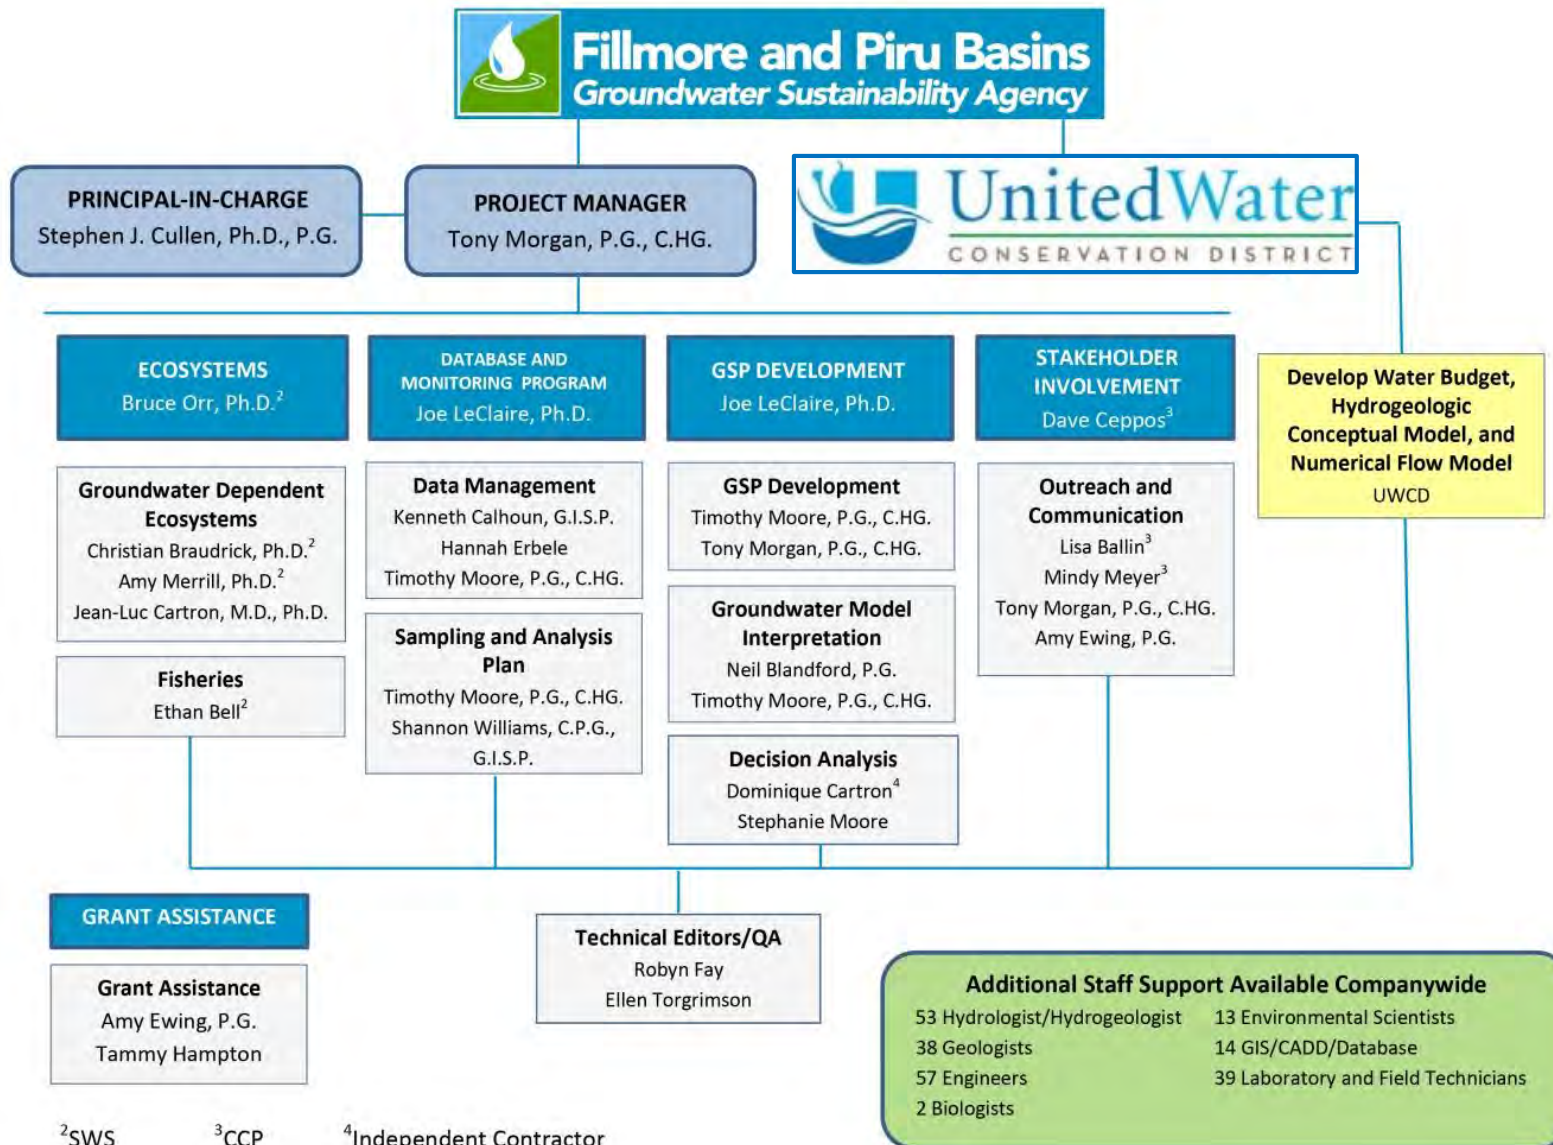 Fillmore and Piru Basins
Groundwater Sustainability Agency
PRINCIPAL-IN-CHARGE
Stephen J. Cullen, Ph.D., P.G.
PROJECT MANAGER
Tony Morgan, P.G., C.HG.
UnitedWater
CONSERVATION DISTRICT
ECOSYSTEMS
Bruce Orr, Ph.D.²
DATABASE AND
MONITORING PROGRAM
Joe LeClaire, Ph.D.
GSP DEVELOPMENT
Joe LeClaire, Ph.D.
STAKEHOLDER
INVOLVEMENT
Dave Ceppos³
Develop Water Budget,
Hydrogeologic
Conceptual Model, and
Numerical Flow Model
UWCD
Groundwater Dependent
Ecosystems
Christian Braudrick, Ph.D.²
Amy Merrill, Ph.D.²
Jean-Luc Cartron, M.D., Ph.D.
Fisheries
Ethan Bell²
Data Management
Kenneth Calhoun, G.I.S.P.
Hannah Erbele
Timothy Moore, P.G., C.HG.
Sampling and Analysis
Plan
Timothy Moore, P.G., C.HG.
Shannon Williams, C.P.G.,
G.I.S.P.
GSP Development
Timothy Moore, P.G., C.HG.
Tony Morgan, P.G., C.HG.
Groundwater Model
Interpretation
Neil Blandford, P.G.
Timothy Moore, P.G., C.HG.
Decision Analysis
Dominique Cartron⁴
Stephanie Moore
Outreach and
Communication
Lisa Ballin³
Mindy Meyer³
Tony Morgan, P.G., C.HG.
Amy Ewing, P.G.
GRANT ASSISTANCE
Grant Assistance
Amy Ewing, P.G.
Tammy Hampton
Technical Editors/QA
Robyn Fay
Ellen Torgrimson
Additional Staff Support Available Companywide
53 Hydrologist/Hydrogeologist
38 Geologists
57 Engineers
2 Biologists
13 Environmental Scientists
14 GIS/CADD/Database
39 Laboratory and Field Technicians
²SWS ³CCP ⁴Independent Contractor